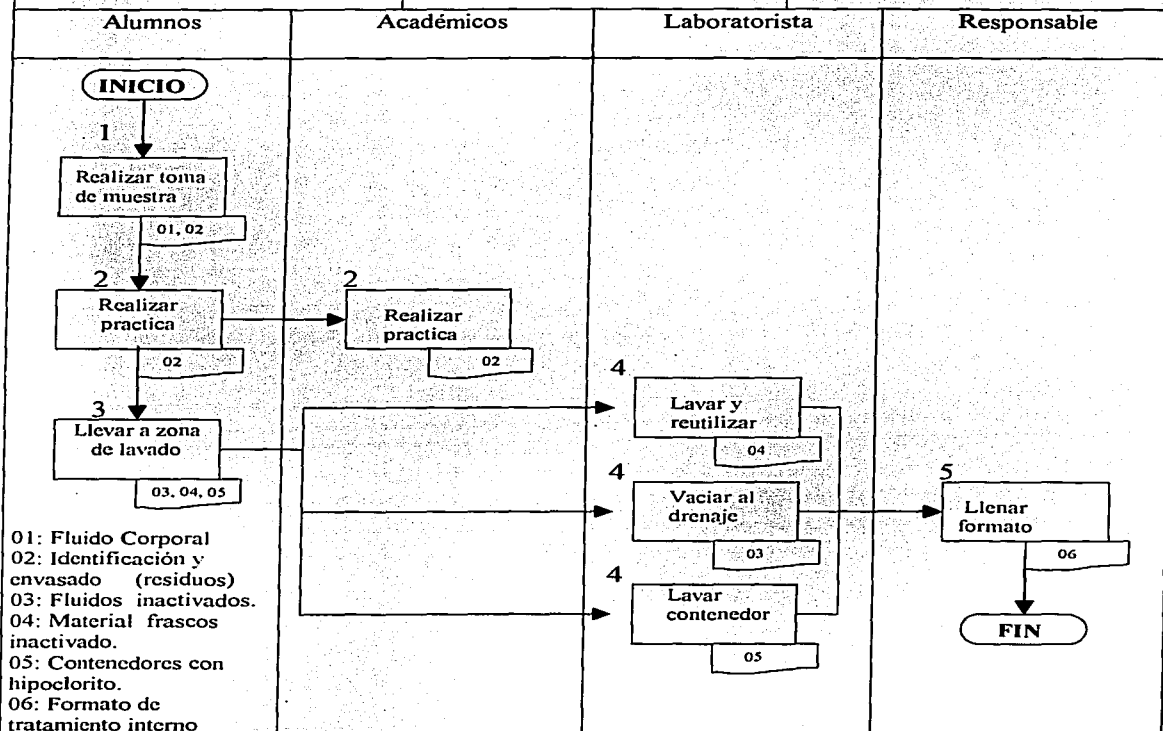 Alumnos
Académicos
Laboratorista
Responsable
INICIO
1
Realizar toma
de muestra
01, 02
2
Realizar
practica
02
2
Realizar
practica
02
3
Llevar a zona
de lavado
03, 04, 05
4
Lavar y
reutilizar
04
4
Vaciar al
drenaje
03
4
Lavar
contenedor
05
5
Llenar
formato
06
FIN
01: Fluido Corporal
02: Identificación y
envasado (residuos)
03: Fluidos inactivados.
04: Material frascos
inactivado.
05: Contenedores con
hipoclorito.
06: Formato de
tratamiento interno